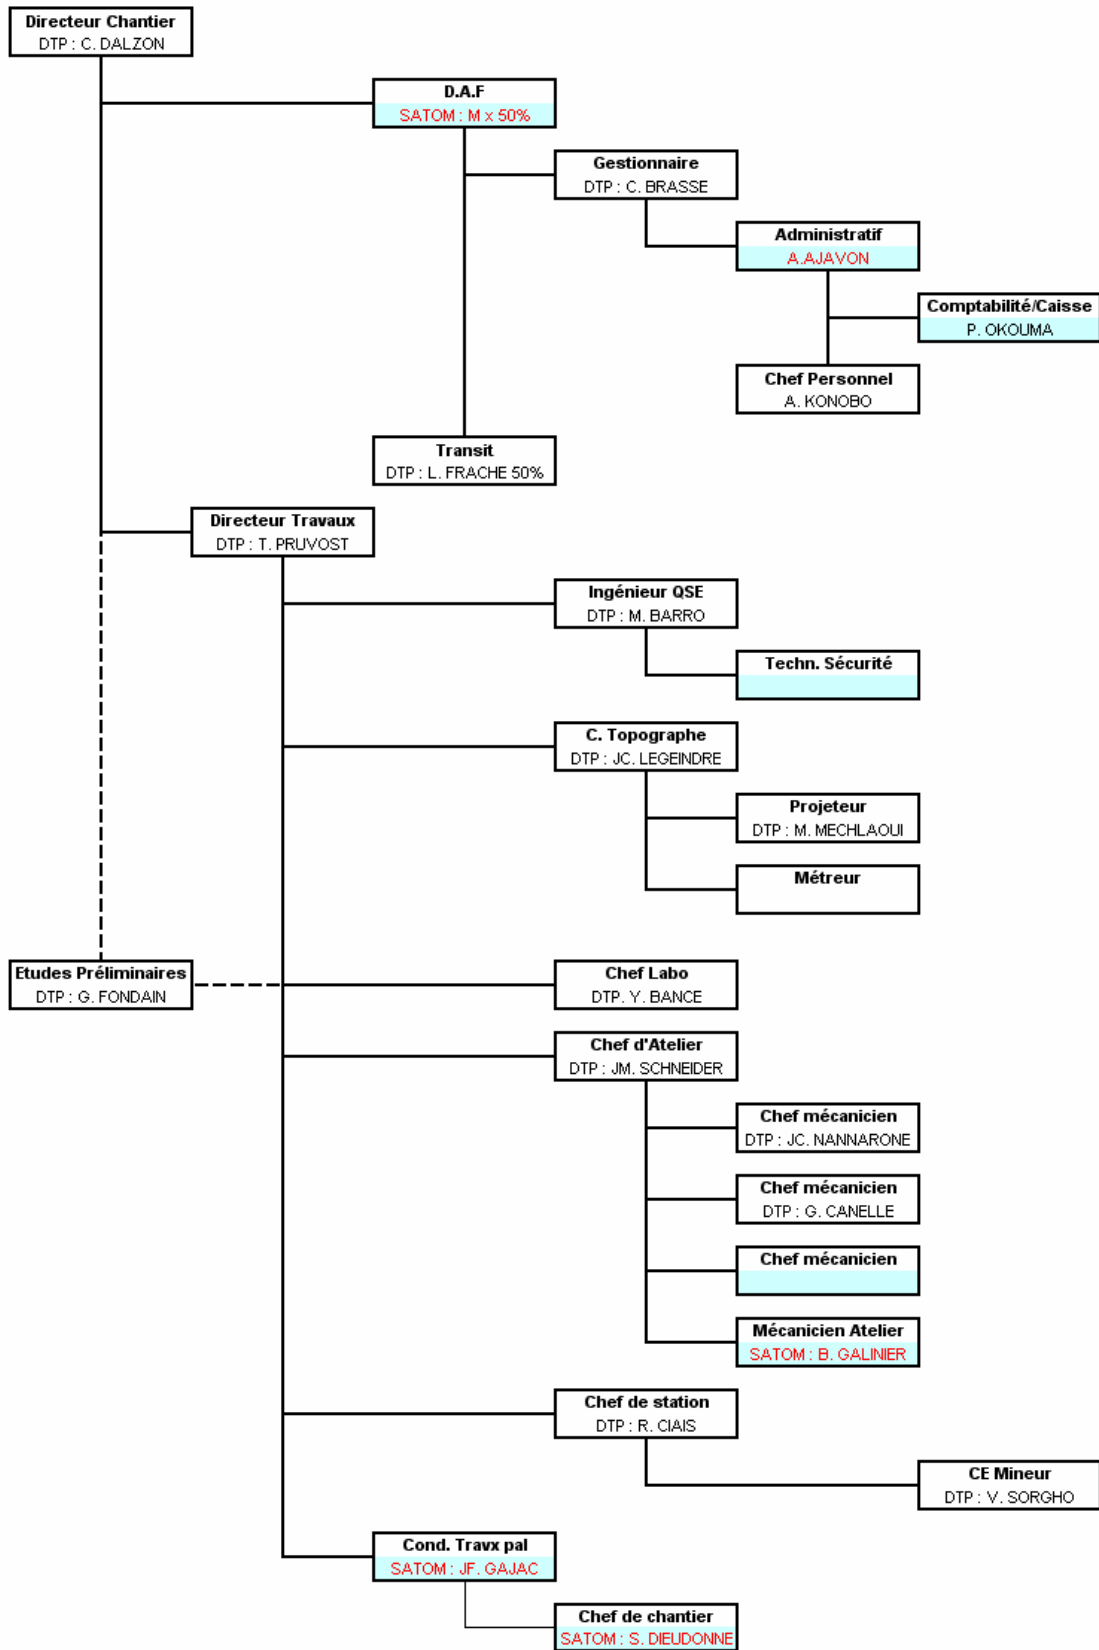 Directeur Chantier
DTP : C. DALZON
D.A.F
SATOM : M x 50%
Gestionnaire
DTP : C. BRASSE
Administratif
A.AJAVON
Comptabilité/Caisse
P. OKOUMA
Chef Personnel
A. KONOBO
Transit
DTP : L. FRACHE 50%
Directeur Travaux
DTP : T. PRUVOST
Ingénieur QSE
DTP : M. BARRO
Techn. Sécurité
C. Topographe
DTP : JC. LEGEINDRE
Projeteur
DTP : M. MECHLAOUI
Métreur
Etudes Préliminaires
DTP : G. FONDAIN
Chef Labo
DTP. Y. BANCE
Chef d'Atelier
DTP : JM. SCHNEIDER
Chef mécanicien
DTP : JC. NANNARONE
Chef mécanicien
DTP : G. CANELLE
Chef mécanicien
Mécanicien Atelier
SATOM : B. GALINIER
Chef de station
DTP : R. CIAIS
CE Mineur
DTP : V. SORGHO
Cond. Travx pal
SATOM : JF. GAJAC
Chef de chantier
SATOM : S. DIEUDONNE